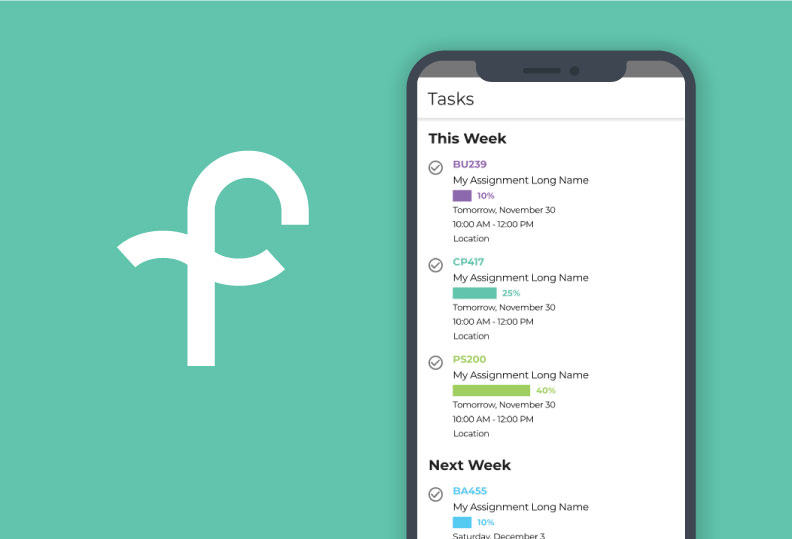 f
Tasks
This Week
BU239
My Assignment Long Name
10%
Tomorrow, November 30
10:00 AM - 12:00 PM
Location
CP417
My Assignment Long Name
25%
Tomorrow, November 30
10:00 AM - 12:00 PM
Location
PS200
My Assignment Long Name
40%
Tomorrow, November 30
10:00 AM - 12:00 PM
Location
Next Week
BA455
My Assignment Long Name
10%
Saturday, December 3